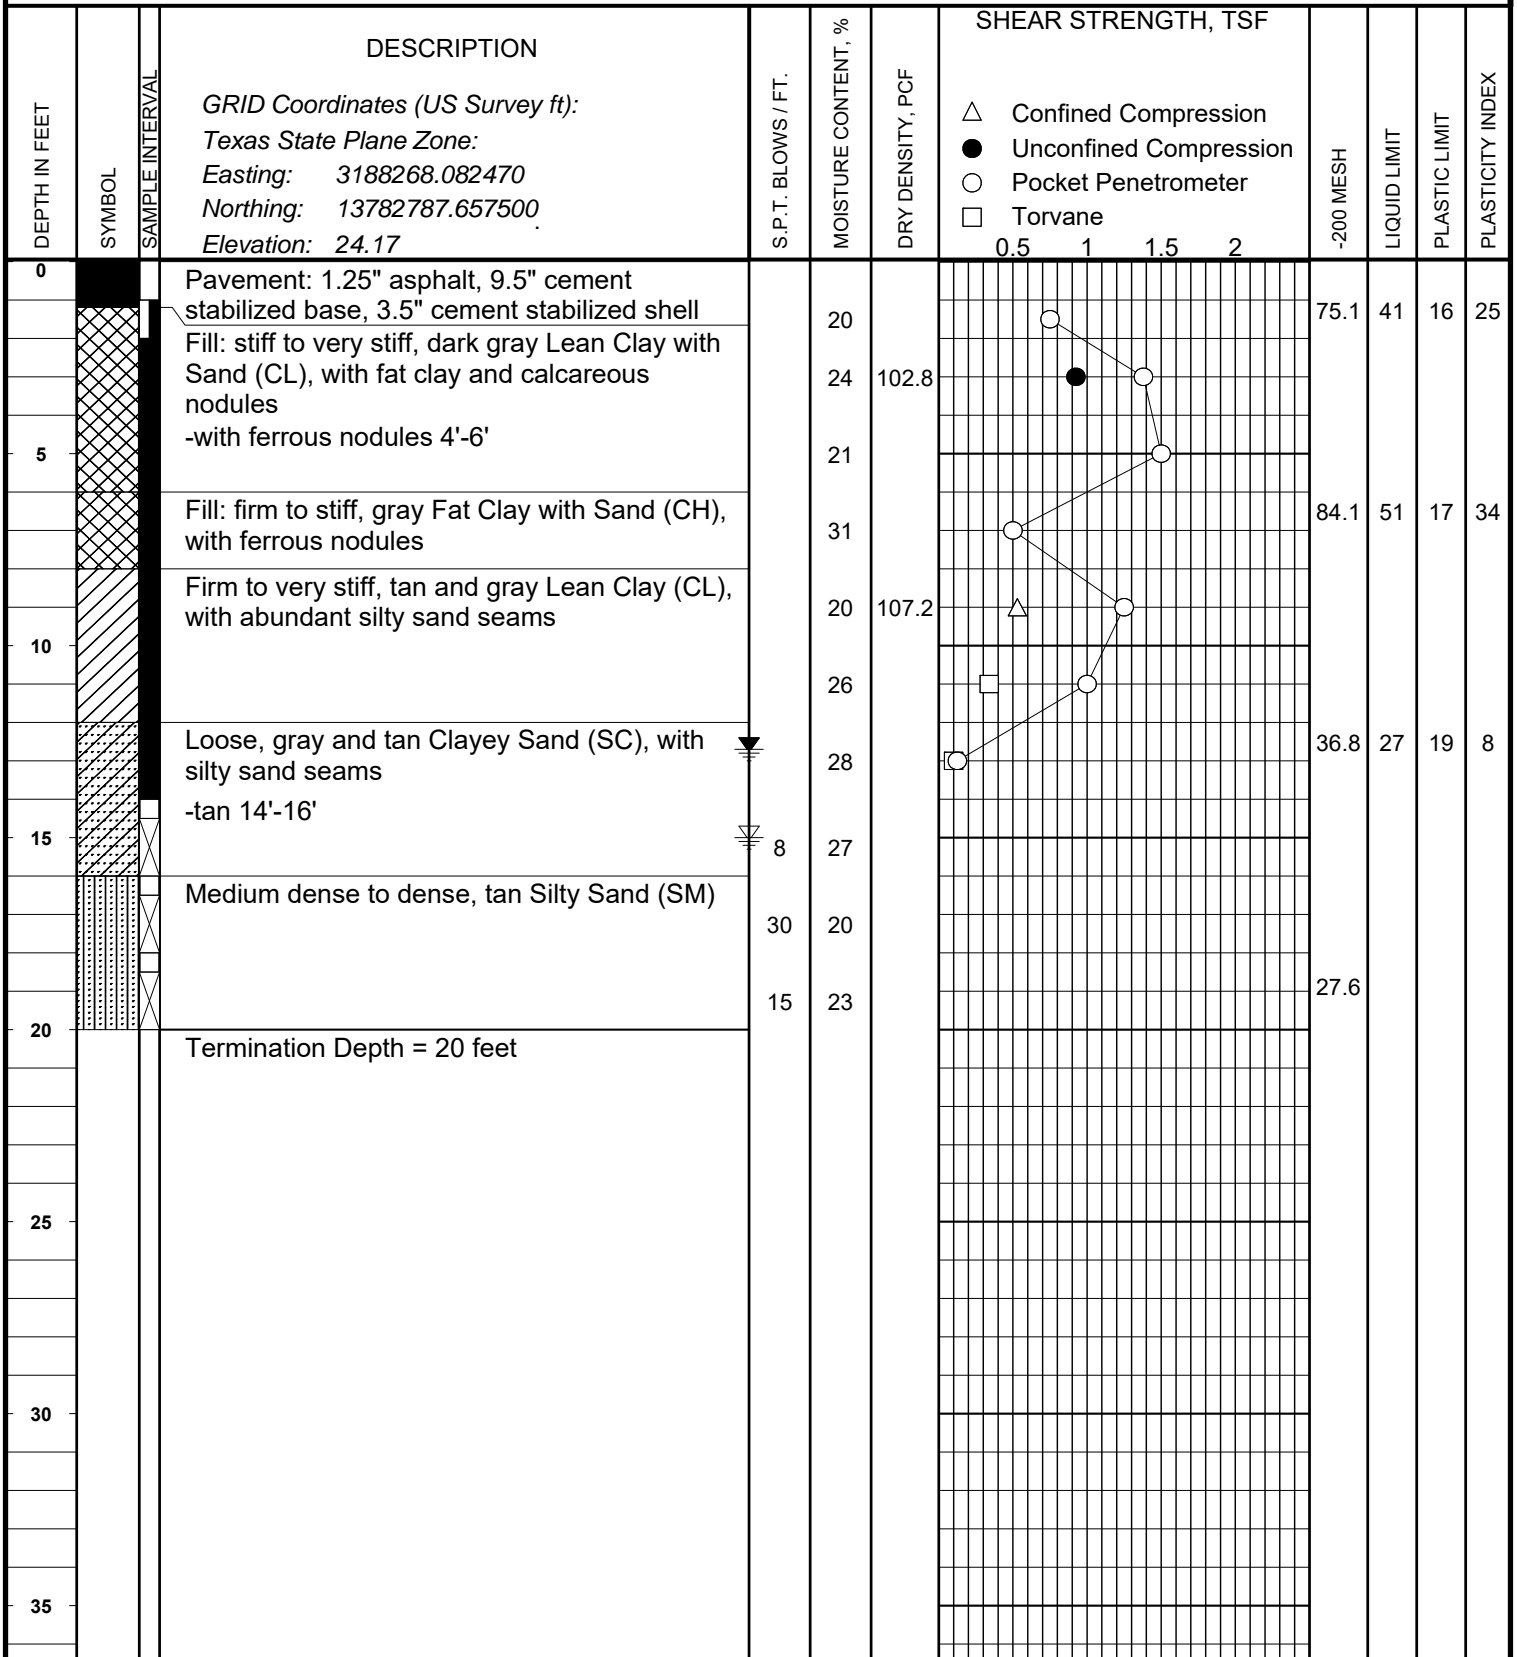 DEPTH IN FEET
SYMBOL
SAMPLE INTERVAL
DESCRIPTION
GRID Coordinates (US Survey ft):
Texas State Plane Zone:
Easting: 3188268.082470
Northing: 13782787.657500
.
Elevation: 24.17
S.P.T. BLOWS / FT.
MOISTURE CONTENT, %
DRY DENSITY, PCF
SHEAR STRENGTH, TSF
Confined Compression
Unconfined Compression
Pocket Penetrometer
Torvane
0.5 1 1.5 2
-200 MESH
LIQUID LIMIT
PLASTIC LIMIT
PLASTICITY INDEX
0
Pavement: 1.25" asphalt, 9.5" cement
stabilized base, 3.5" cement stabilized shell
20 75.1 41 16 25
Fill: stiff to very stiff, dark gray Lean Clay with
Sand (CL), with fat clay and calcareous
nodules
24 102.8
-with ferrous nodules 4'-6'
5 21
Fill: firm to stiff, gray Fat Clay with Sand (CH),
with ferrous nodules
31 84.1 51 17 34
Firm to very stiff, tan and gray Lean Clay (CL),
with abundant silty sand seams
20 107.2
10
26
Loose, gray and tan Clayey Sand (SC), with
silty sand seams
28 36.8 27 19 8
-tan 14'-16'
15 8 27
Medium dense to dense, tan Silty Sand (SM)
30 20
15 23 27.6
20
Termination Depth = 20 feet
25
30
35